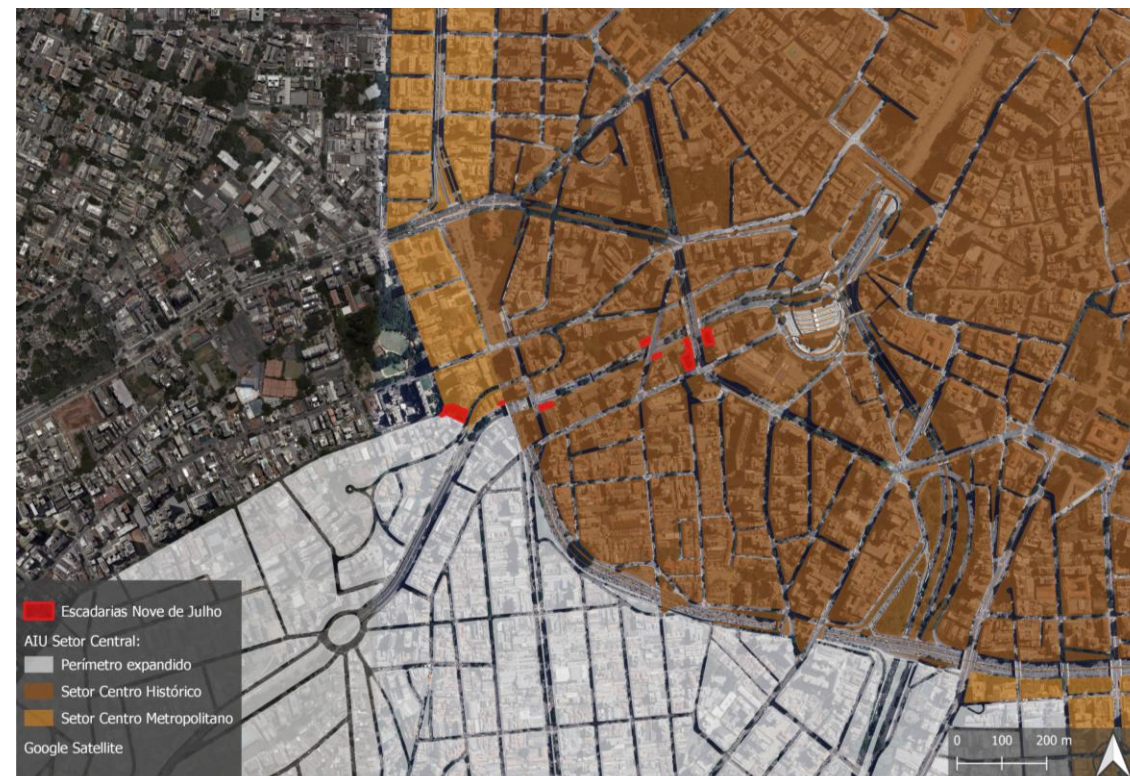 Escadarias Nove de Julho
AIU Setor Central:
Perímetro expandido
Setor Centro Histórico
Setor Centro Metropolitano
Google Satellite
0 100 200 m